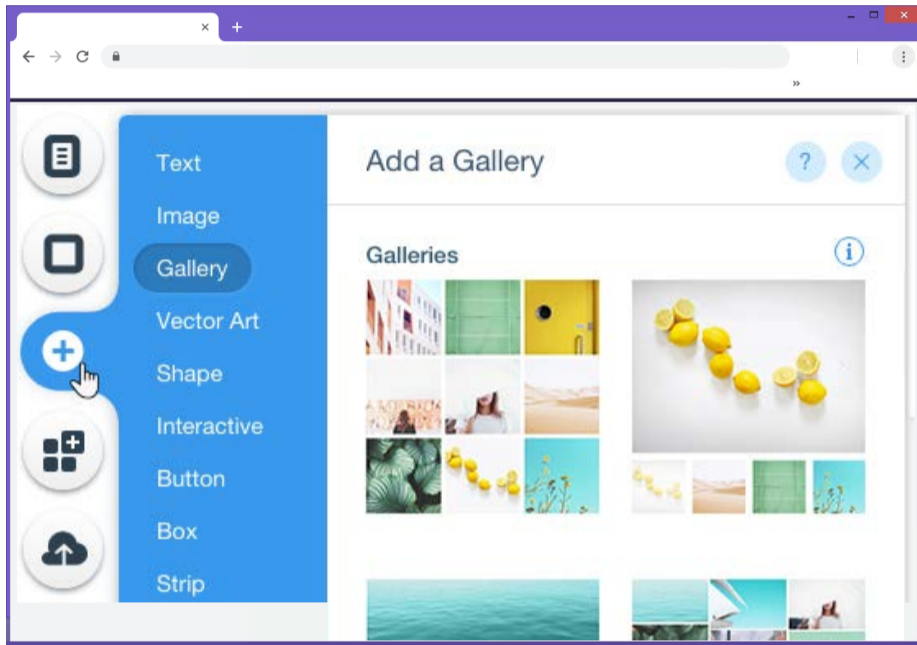 Text
Image
Gallery
Vector Art
Shape
Interactive
Button
Box
Strip
Add a Gallery
?
Galleries
i